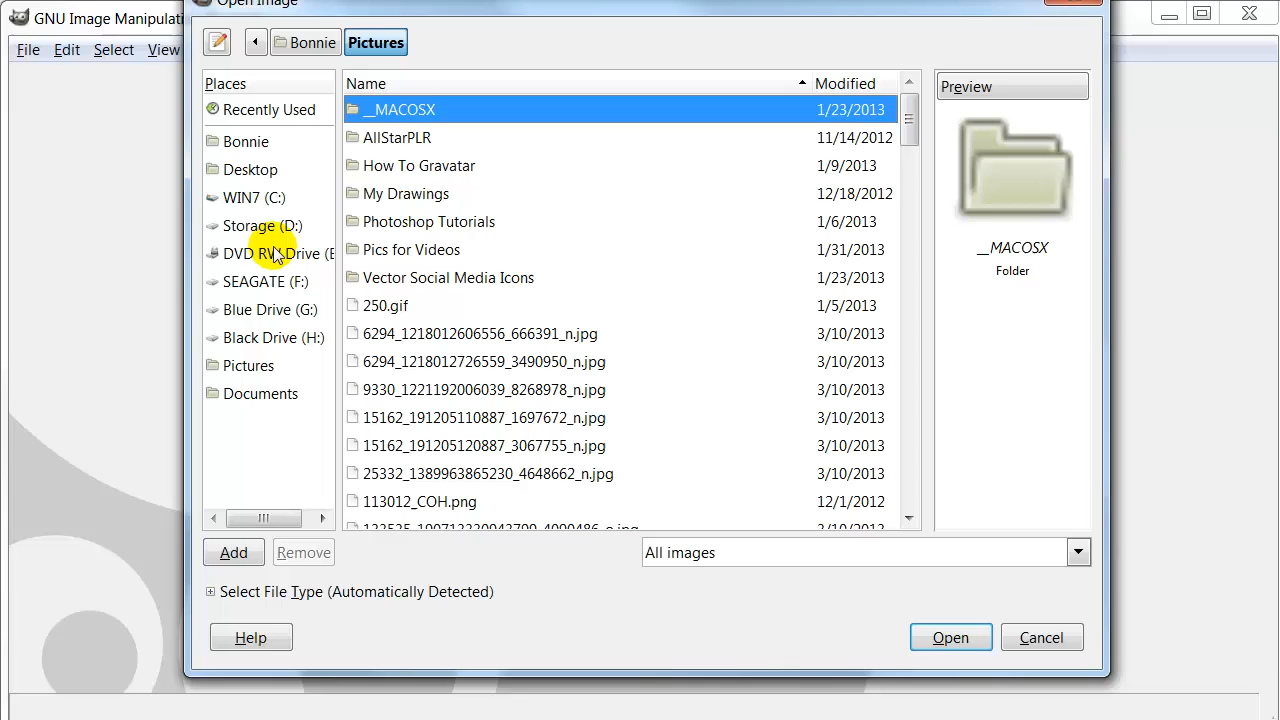 GNU Image Manipulati
Open Image
File Edit Select View
Bonnie Pictures
Places
Recently Used
Bonnie
Desktop
WIN7 (C:)
Storage (D:)
DVD RW Drive (E
SEAGATE (F:)
Blue Drive (G:)
Black Drive (H:)
Pictures
Documents
Name Modified
__MACOSX 1/23/2013
AllStarPLR 11/14/2012
How To Gravatar 1/9/2013
My Drawings 12/18/2012
Photoshop Tutorials 1/6/2013
Pics for Videos 1/31/2013
Vector Social Media Icons 1/23/2013
250.gif 1/5/2013
6294_1218012606556_666391_n.jpg 3/10/2013
6294_1218012726559_3490950_n.jpg 3/10/2013
9330_1221192006039_8268978_n.jpg 3/10/2013
15162_191205110887_1697672_n.jpg 3/10/2013
15162_191205120887_3067755_n.jpg 3/10/2013
25332_1389963865230_4648662_n.jpg 3/10/2013
113012_COH.png 12/1/2012
3/10/2013
Preview
__MACOSX
Folder
Add Remove
All images
Select File Type (Automatically Detected)
Help Open Cancel